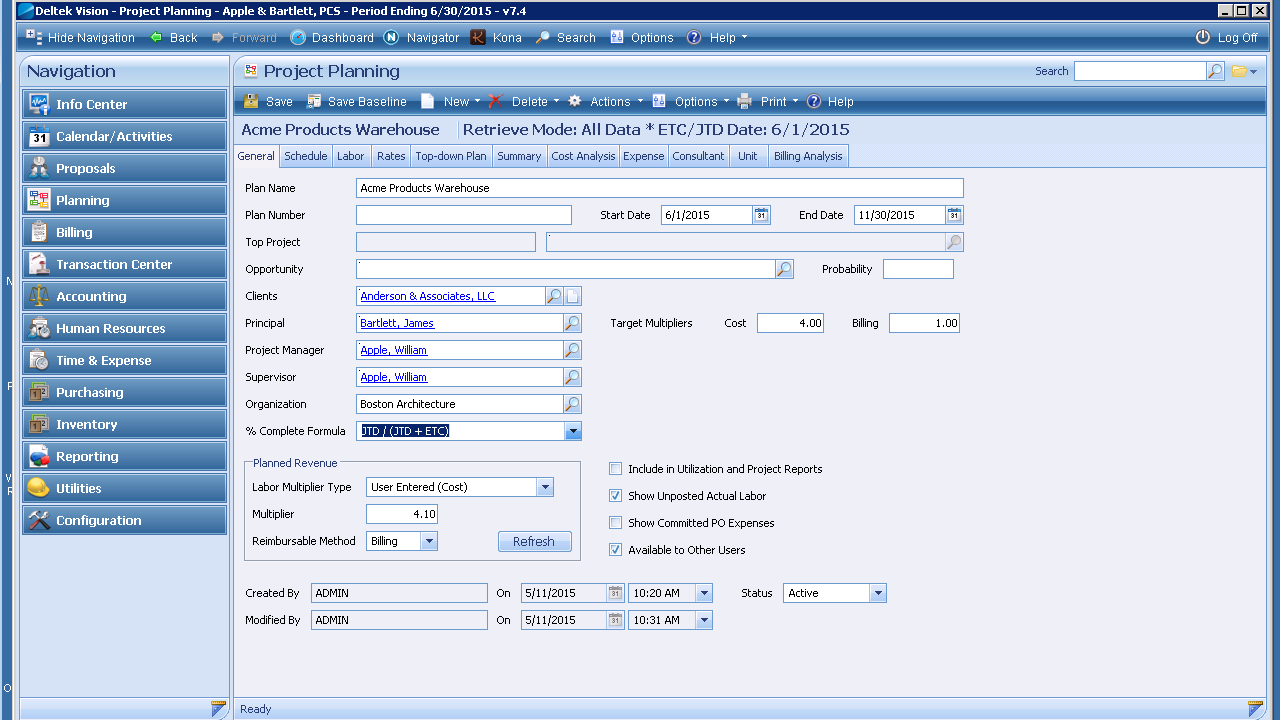 Deltek Vision - Project Planning - Apple & Bartlett, PCS - Period Ending 6/30/2015 - v7.4
Hide Navigation Back Forward Dashboard Navigator Kona Search Options Help Log Off
Navigation
Info Center
31 Calendar/Activities
Proposals
Planning
Billing
Transaction Center
Accounting
Human Resources
Time & Expense
Purchasing
Inventory
Reporting
Utilities
Configuration
Project Planning Search
Save Save Baseline New Delete Actions Options Print Help
Acme Products Warehouse Retrieve Mode: All Data * ETC/JTD Date: 6/1/2015
General Schedule Labor Rates Top-down Plan Summary Cost Analysis Expense Consultant Unit Billing Analysis
Plan Name Acme Products Warehouse
Plan Number Start Date 6/1/2015 31 End Date 11/30/2015 31
Top Project
Opportunity Probability
Clients Anderson & Associates, LLC
Principal Bartlett, James Target Multipliers Cost 4.00 Billing 1.00
Project Manager Apple, William
Supervisor Apple, William
Organization Boston Architecture
% Complete Formula JTD / (JTD + ETC)
Planned Revenue
Labor Multiplier Type User Entered (Cost)
Multiplier 4.10
Reimbursable Method Billing Refresh
Include in Utilization and Project Reports
Show Unposted Actual Labor
Show Committed PO Expenses
Available to Other Users
Created By ADMIN On 5/11/2015 31 10:20 AM Status Active
Modified By ADMIN On 5/11/2015 31 10:31 AM
Ready